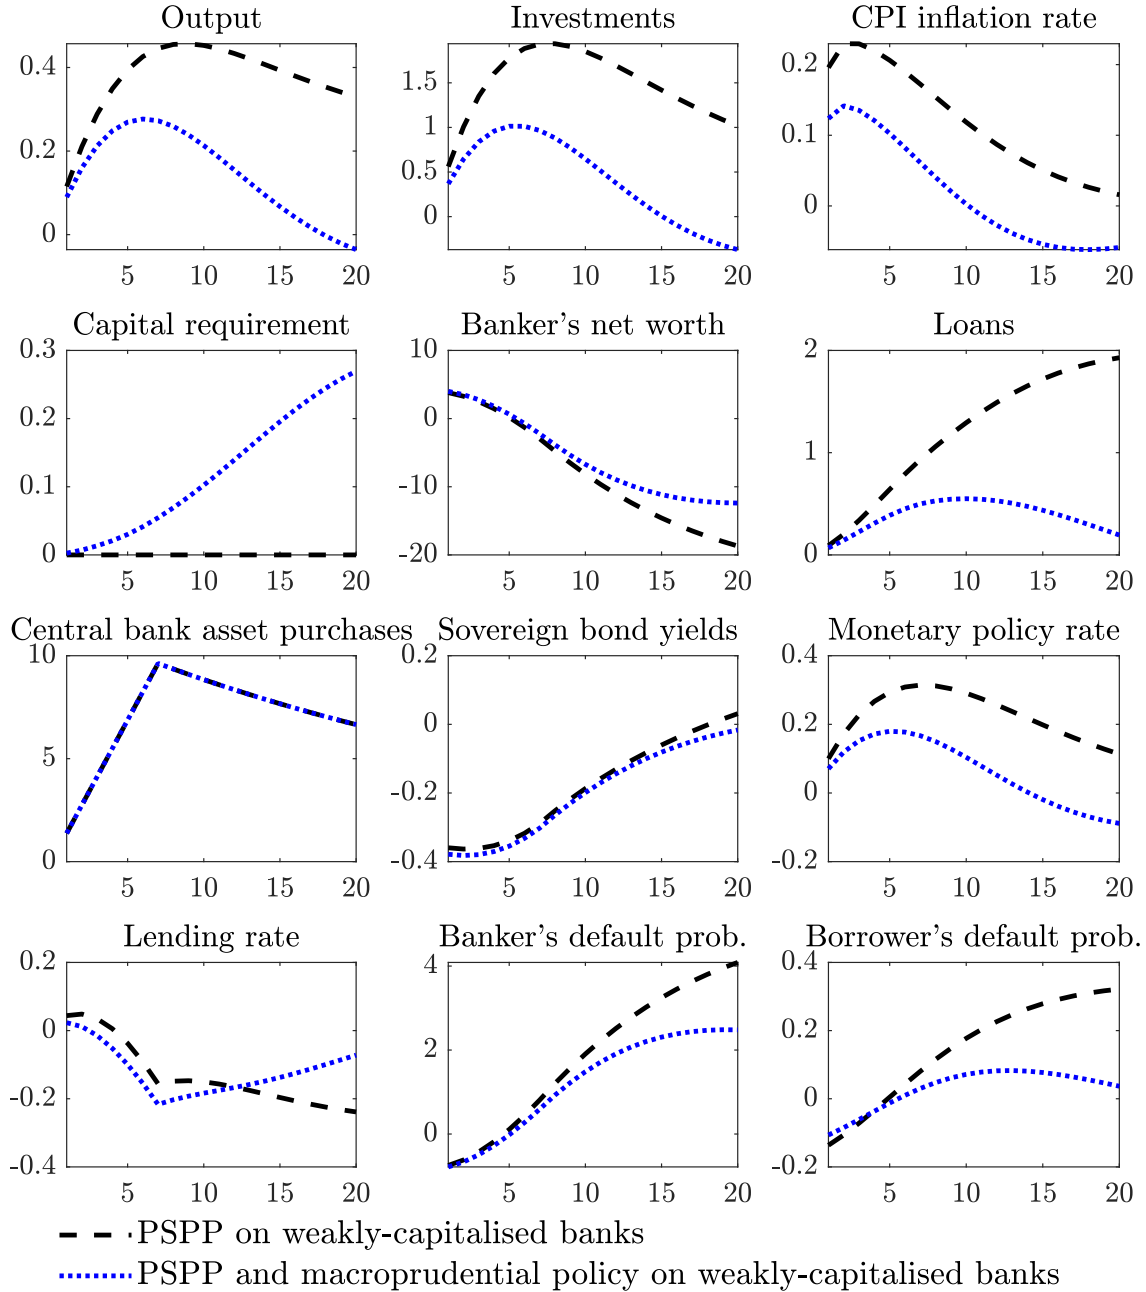 Output Investments CPI inflation rate
0.4 1.5 0.2
0.2 1 0.1
0 0.5 0
0
5 10 15 20 5 10 15 20 5 10 15 20
Capital requirement Banker's net worth Loans
0.3 10 2
0.2 0 1
0.1 -10
0 -20 0
5 10 15 20 5 10 15 20 5 10 15 20
Central bank asset purchases Sovereign bond yields Monetary policy rate
10 0.2 0.4
5 0 0.2
-0.2 0
0 -0.4 -0.2
5 10 15 20 5 10 15 20 5 10 15 20
Lending rate Banker's default prob. Borrower's default prob.
0.2 4 0.4
0 2 0.2
-0.2 0 0
-0.4 -0.2
5 10 15 20 5 10 15 20 5 10 15 20
PSPP on weakly-capitalised banks
PSPP and macroprudential policy on weakly-capitalised banks